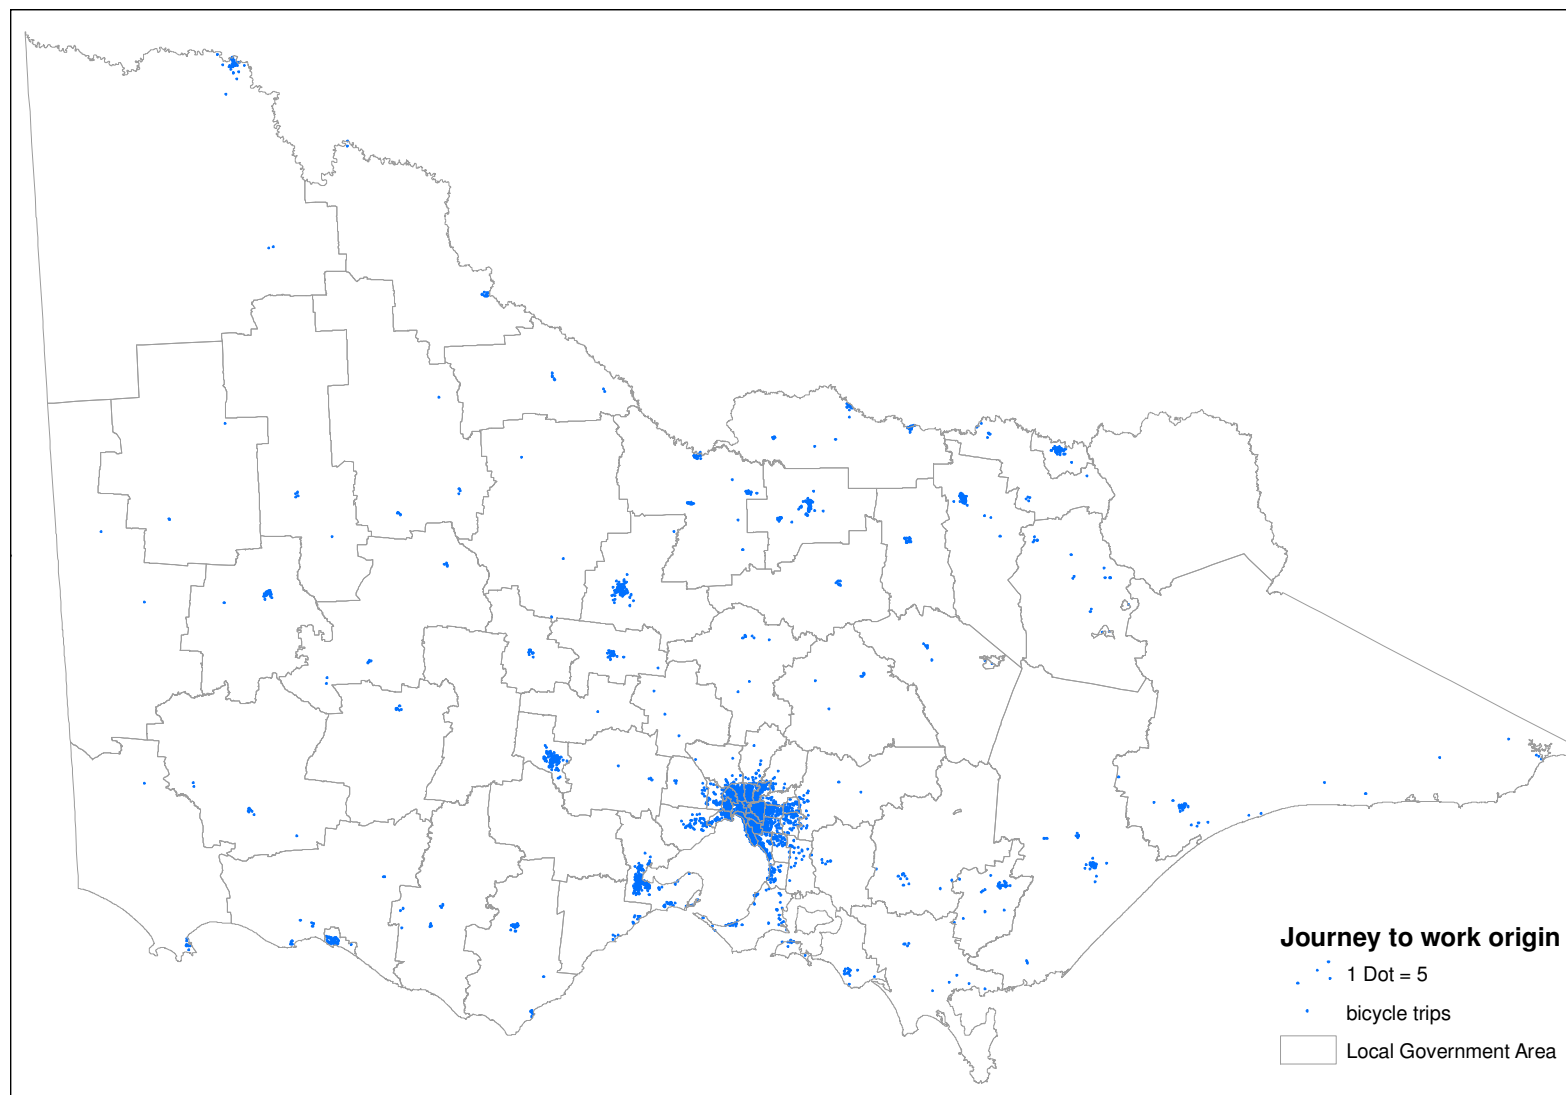 Journey to work origin
1 Dot = 5
bicycle trips
Local Government Area